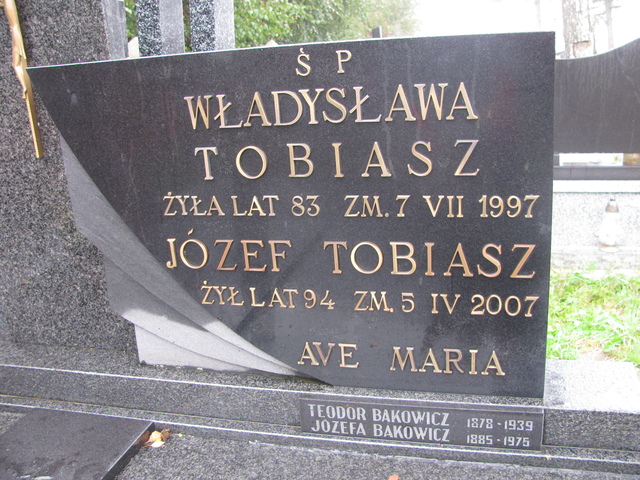 Ś P
WŁADYSŁAWA
TOBIASZ
ŻYŁA LAT 83 ZM. 7 VII 1997
JÓZEF TOBIASZ
ŻYŁ LAT 94 ZM. 5 IV 2007
AVE MARIA
TEODOR BAKOWICZ 1878 - 1939
JÓZEFA BAKOWICZ 1885 - 1975